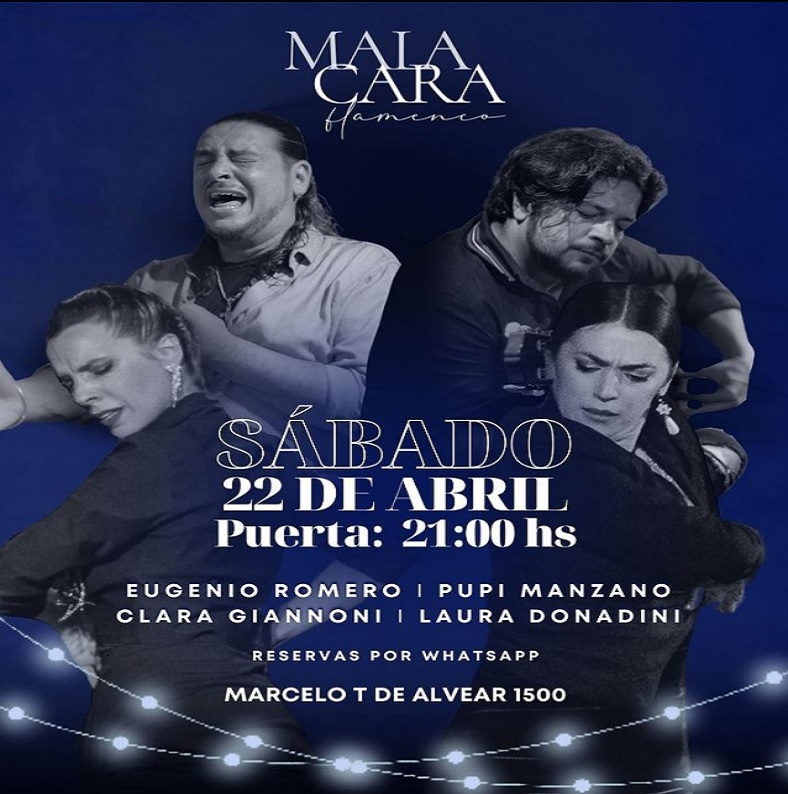 MALA
CARA
flamenco
SÁBADO
22 DE ABRIL
Puerta: 21:00 hs
EUGENIO ROMERO | PUPI MANZANO
CLARA GIANNONI | LAURA DONADINI
RESERVAS POR WHATSAPP
MARCELO T DE ALVEAR 1500